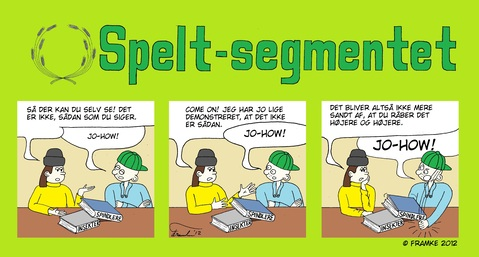 Spelt-segmentet
SÅ DER KAN DU SELV SE! DET
ER IKKE, SÅDAN SOM DU SIGER.
JO-HOW!
SPINDLERE
INSEKTER
COME ON! JEG HAR JO LIGE
DEMONSTRERET, AT DET IKKE
ER SÅDAN.
JO-HOW!
SPINDLERE
INSEKTER
DET BLIVER ALTSÅ IKKE MERE
SANDT AF, AT DU RÅBER DET
HØJERE OG HØJERE.
JO-HOW!
SPINDLERE
INSEKTER
© FRAMKE 2012